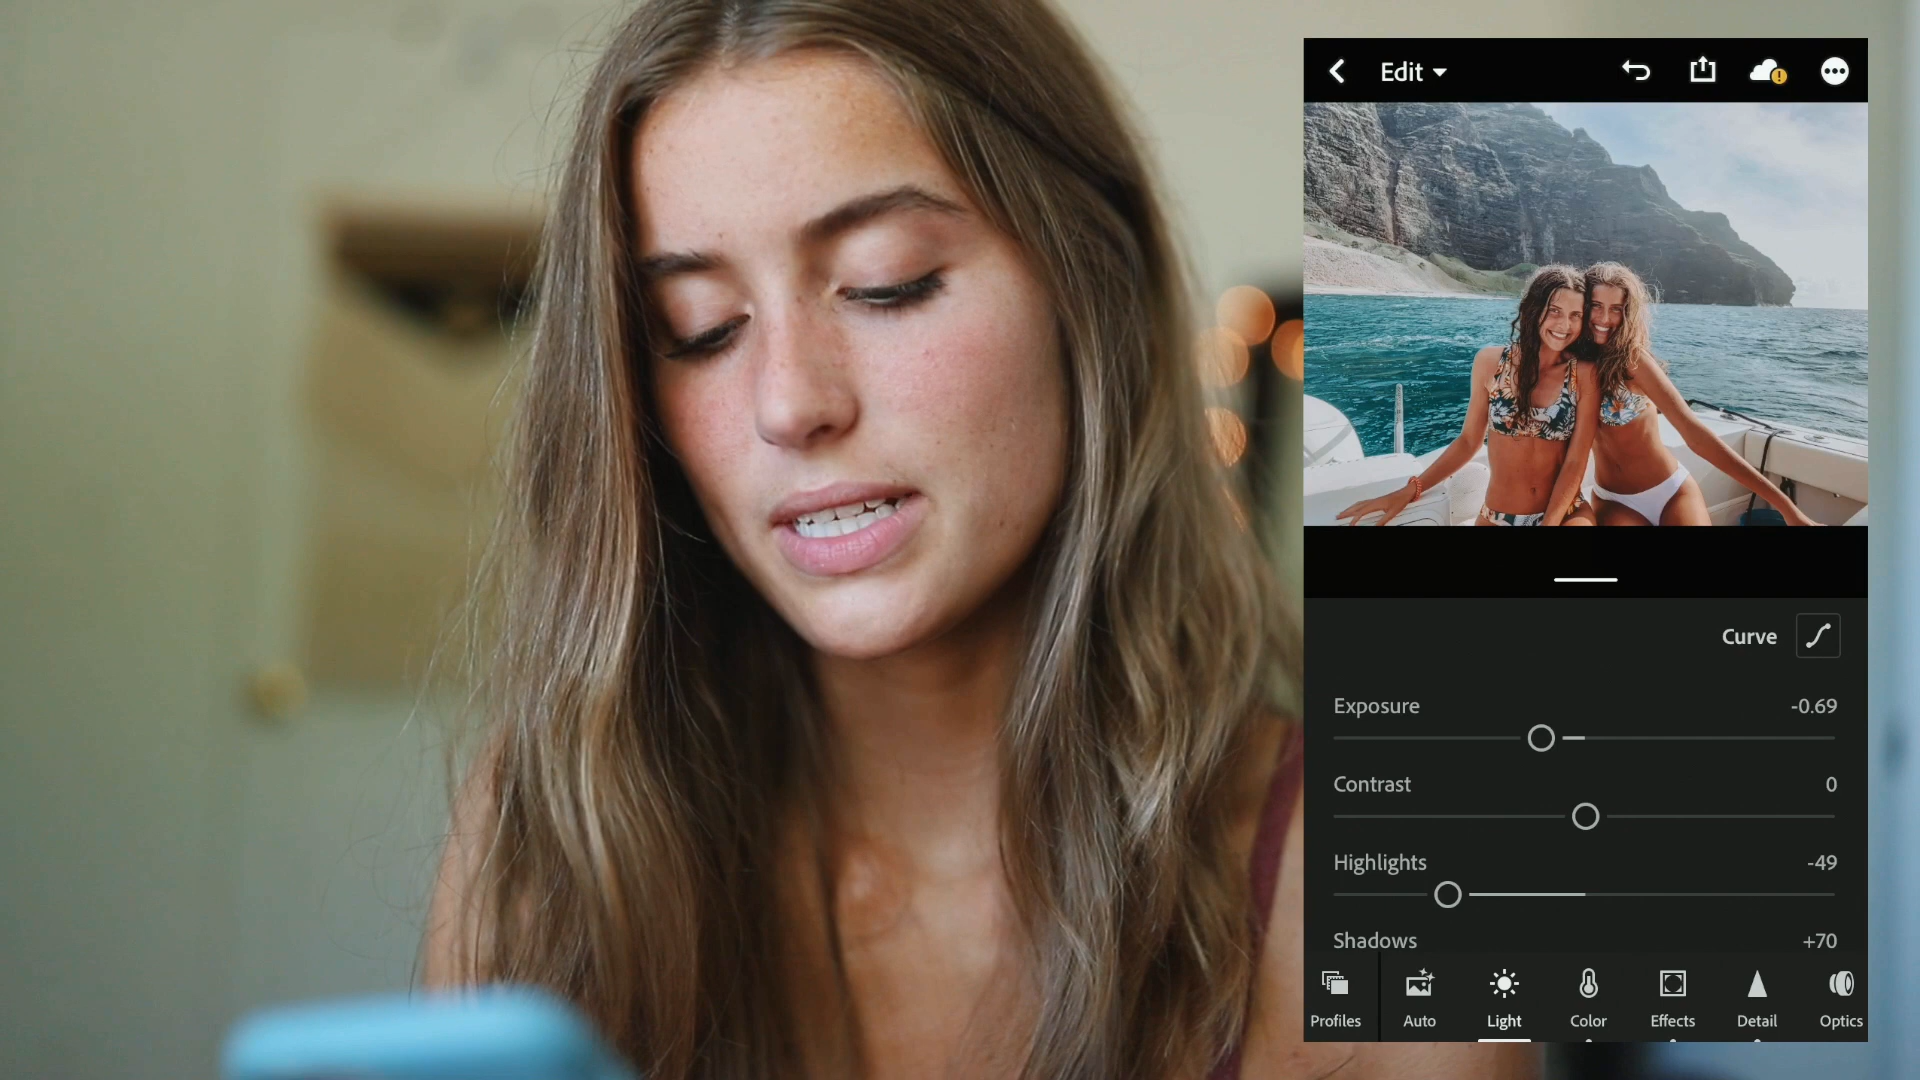 Edit
Curve
Exposure -0.69
Contrast 0
Highlights -49
Shadows +70
Profiles Auto Light Color Effects Detail Optics